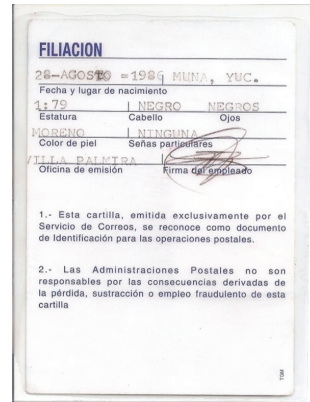 FILIACION
28-AGOSTO =1986 MUNA, YUC.
Fecha y lugar de nacimiento
1:79 NEGRO NEGROS
Estatura Cabello Ojos
MORENO NINGUNA
Color de piel Señas particulares
VILLA PALMIRA
Oficina de emisión Firma del empleado
1.- Esta cartilla, emitida exclusivamente por el
Servicio de Correos, se reconoce como documento
de Identificación para las operaciones postales.
2.- Las Administraciones Postales no son
responsables por las consecuencias derivadas de
la pérdida, sustracción o empleo fraudulento de esta
cartilla
TGM